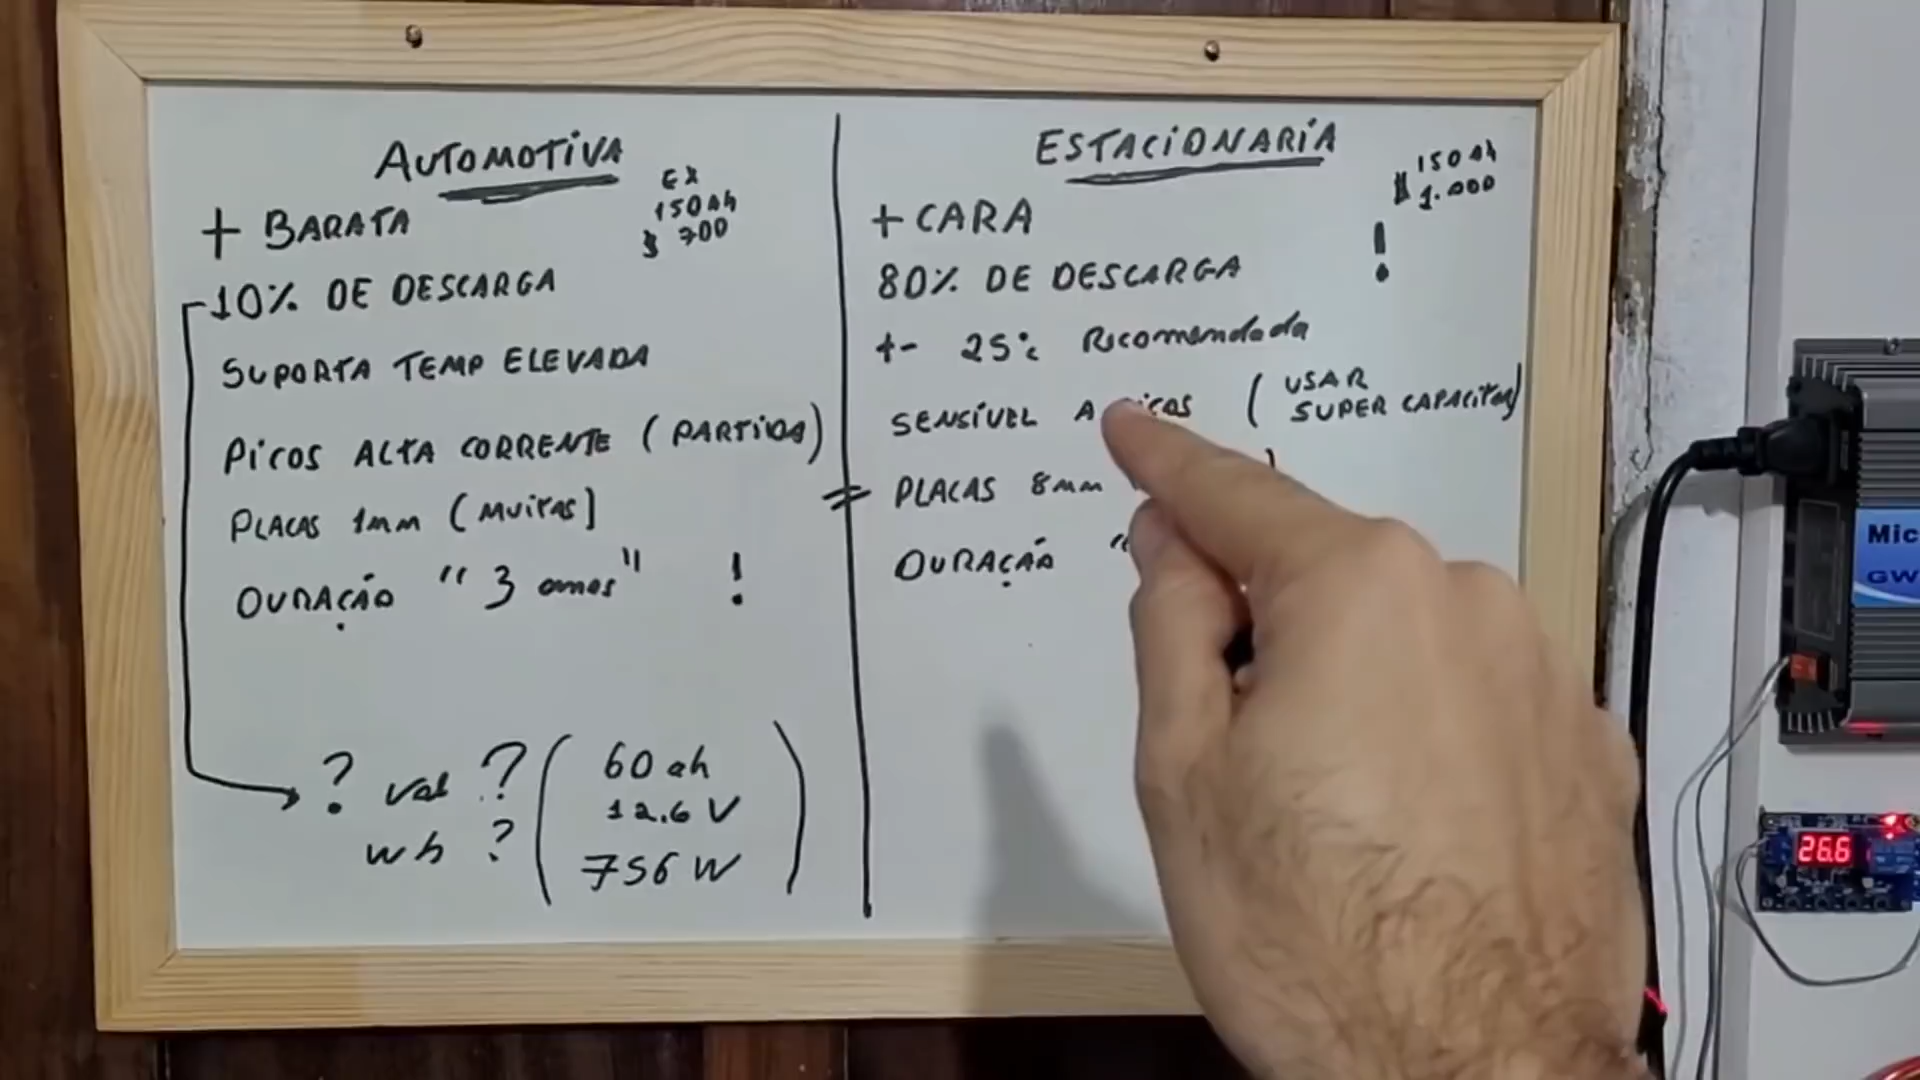 AUTOMOTIVA
EX
150Ah
$ 700
+ BARATA
10% DE DESCARGA
SUPORTA TEMP ELEVADA
PICOS ALTA CORRENTE (PARTIDA)
PLACAS 1mm (MUITAS)
DURAÇÃO "3 anos" !
? val ?
wh ?
60 ah
12.6 V
756 W
ESTACIONARIA
150 Ah
$ 1.000
+ CARA
!
80% DE DESCARGA
+- 25°c Recomendada
SENSÍVEL A (USAR
SUPER CAPACITOR)
PLACAS 8mm
DURAÇÃO "
Mic
GW
26.6